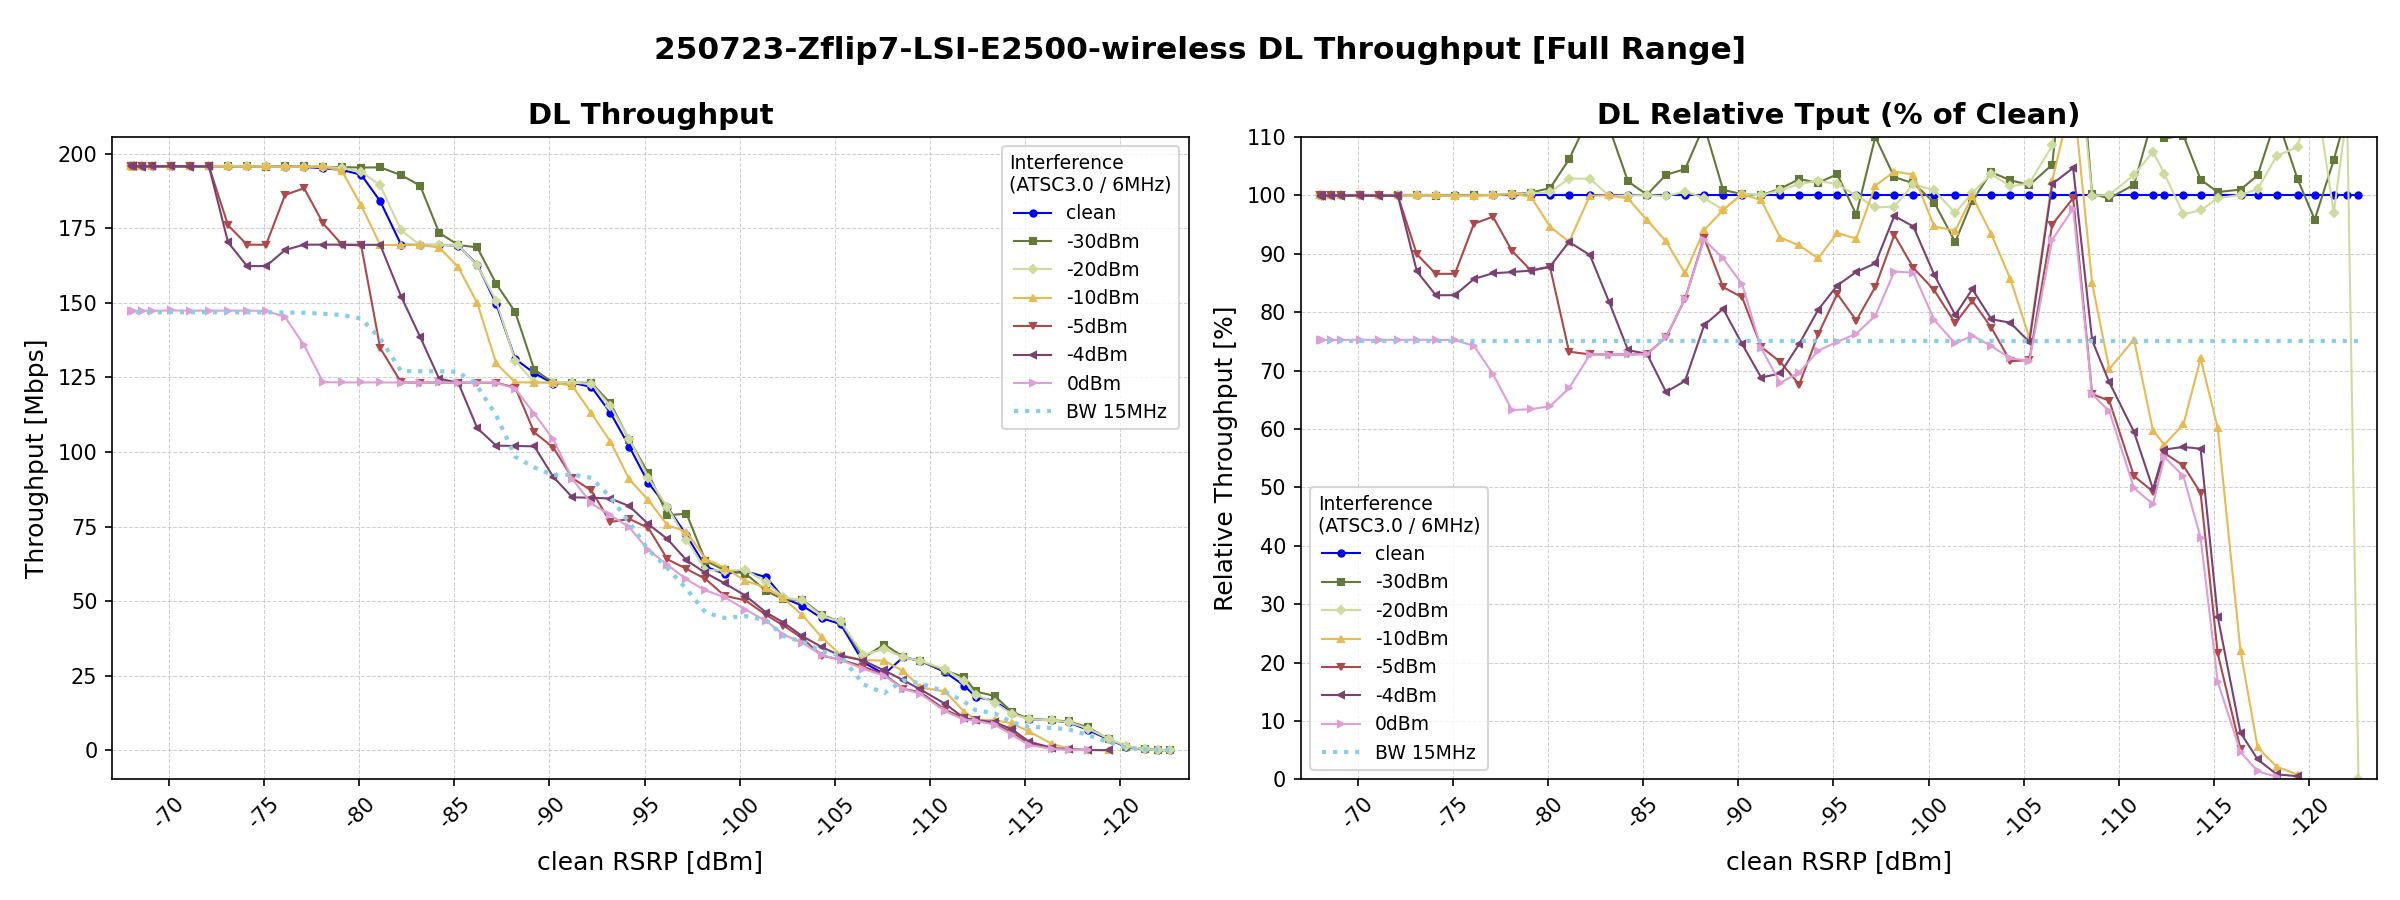 250723-Zflip7-LSI-E2500-wireless DL Throughput [Full Range]
DL Throughput
Throughput [Mbps]
200
175
150
125
100
75
50
25
0
-70
-75
-80
-85
-90
-95
-100
-105
-110
-115
-120
clean RSRP [dBm]
Interference
(ATSC3.0 / 6MHz)
clean
-30dBm
-20dBm
-10dBm
-5dBm
-4dBm
0dBm
BW 15MHz
DL Relative Tput (% of Clean)
Relative Throughput [%]
110
100
90
80
70
60
50
40
30
20
10
0
-70
-75
-80
-85
-90
-95
-100
-105
-110
-115
-120
clean RSRP [dBm]
Interference
(ATSC3.0 / 6MHz)
clean
-30dBm
-20dBm
-10dBm
-5dBm
-4dBm
0dBm
BW 15MHz